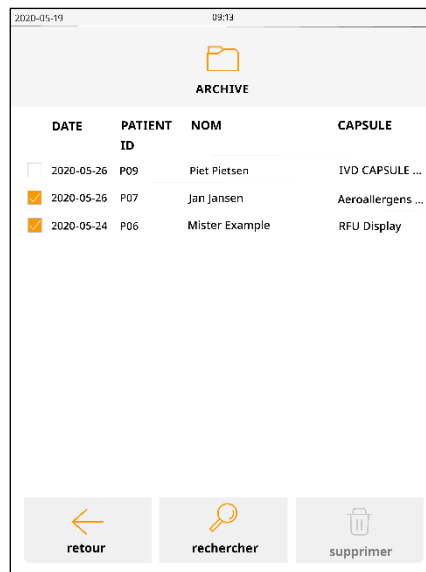 2020-05-19 09:13
ARCHIVE
DATE PATIENT ID NOM CAPSULE
2020-05-26 P09 Piet Pietsen IVD CAPSULE ...
2020-05-26 P07 Jan Jansen Aeroallergens ...
2020-05-24 P06 Mister Example RFU Display
retour rechercher supprimer